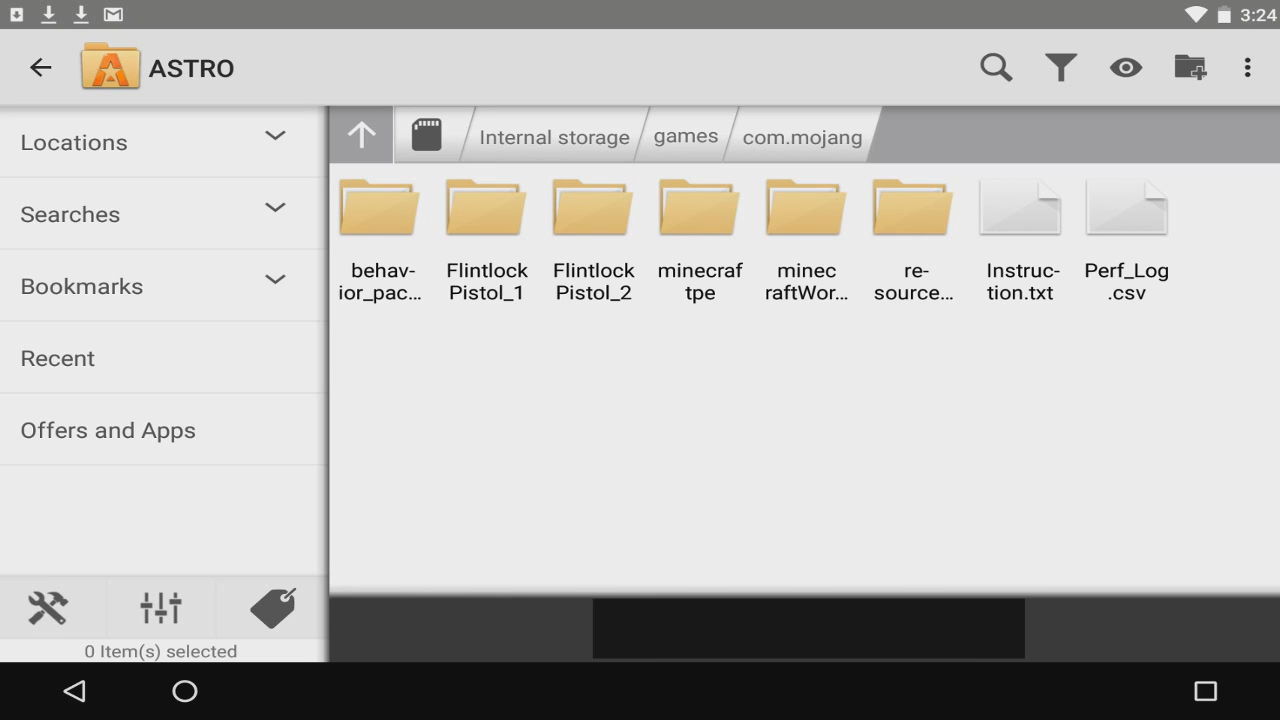 3:24
ASTRO
Locations
Searches
Bookmarks
Recent
Offers and Apps
0 Item(s) selected
Internal storage
games
com.mojang
behav-
ior_pac...
Flintlock
Pistol_1
Flintlock
Pistol_2
minecraf
tpe
minec
raftWor...
re-
source...
Instruc-
tion.txt
Perf_Log
.csv